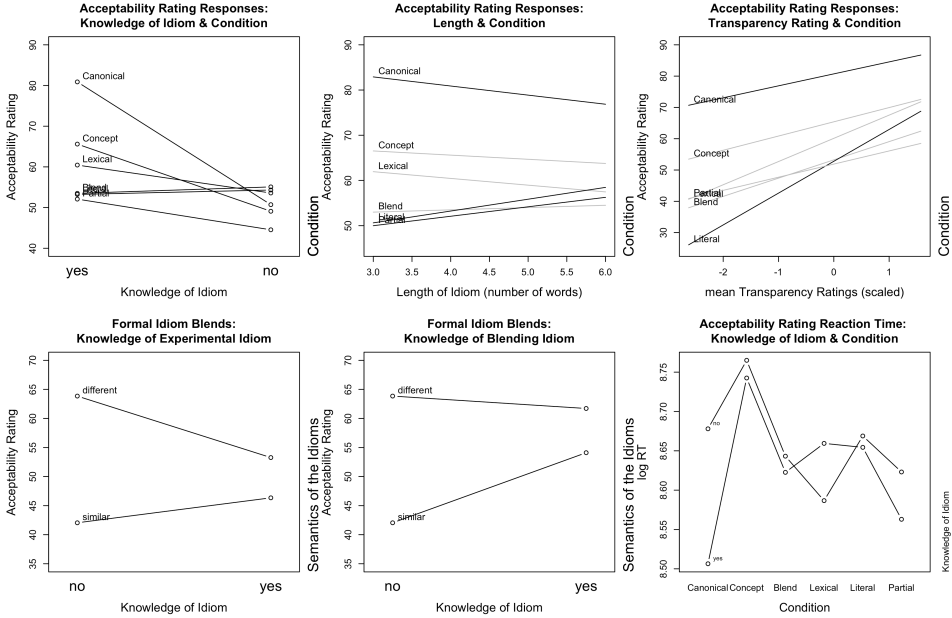 Acceptability Rating Responses:
Knowledge of Idiom & Condition
Acceptability Rating
90
80
70
60
50
40
Canonical
Concept
Lexical
Blend
Partial
yes
no
Knowledge of Idiom
Condition
Acceptability Rating Responses:
Length & Condition
Acceptability Rating
90
80
70
60
50
Canonical
Concept
Lexical
Blend
Literal
Partial
3.0
3.5
4.0
4.5
5.0
5.5
6.0
Length of Idiom (number of words)
Condition
Acceptability Rating Responses:
Transparency Rating & Condition
Acceptability Rating
90
80
70
60
50
40
30
Canonical
Concept
Partial
Blend
Literal
-2
-1
0
1
mean Transparency Ratings (scaled)
Condition
Formal Idiom Blends:
Knowledge of Experimental Idiom
Acceptability Rating
70
65
60
55
50
45
40
35
different
similar
no
yes
Knowledge of Idiom
Semantics of the Idioms
Formal Idiom Blends:
Knowledge of Blending Idiom
Acceptability Rating
70
65
60
55
50
45
40
35
different
similar
no
yes
Knowledge of Idiom
Semantics of the Idioms
Acceptability Rating Reaction Time:
Knowledge of Idiom & Condition
log RT
8.75
8.70
8.65
8.60
8.55
8.50
no
yes
Canonical
Concept
Blend
Lexical
Literal
Partial
Condition
Knowledge of Idiom